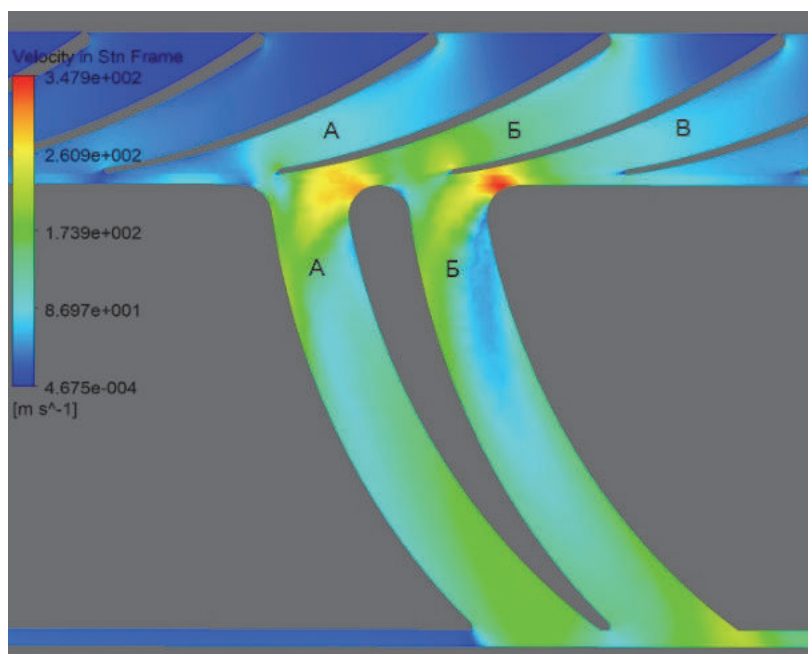 Velocity in Stn Frame
3.479e+002
2.609e+002
1.739e+002
8.697e+001
4.675e-004
[m s^-1]
А Б В
А Б